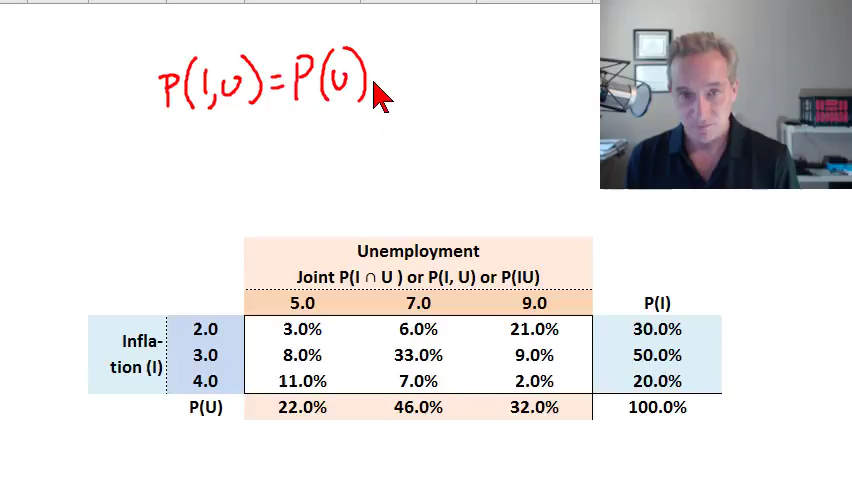 P(I,U)=P(U)
Unemployment
Joint P(I ∩ U ) or P(I, U) or P(IU)
5.0 7.0 9.0 P(I)
Infla-
tion (I)
2.0 3.0% 6.0% 21.0% 30.0%
3.0 8.0% 33.0% 9.0% 50.0%
4.0 11.0% 7.0% 2.0% 20.0%
P(U) 22.0% 46.0% 32.0% 100.0%